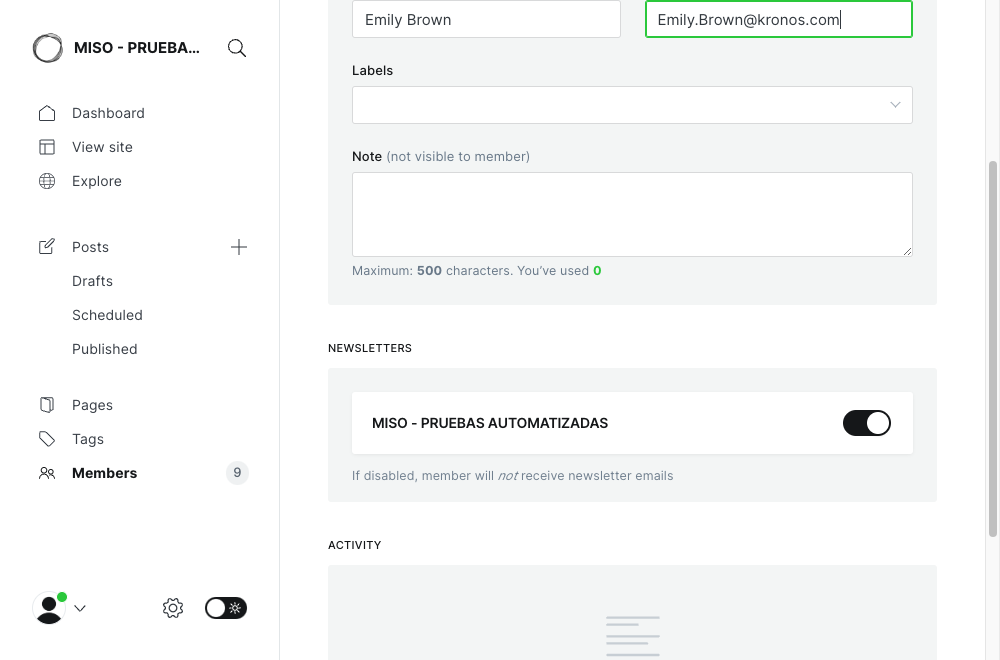 MISO - PRUEBA...
Dashboard
View site
Explore
Posts
Drafts
Scheduled
Published
Pages
Tags
Members 9
Emily Brown Emily.Brown@kronos.com
Labels
Note (not visible to member)
Maximum: 500 characters. You’ve used 0
NEWSLETTERS
MISO - PRUEBAS AUTOMATIZADAS
If disabled, member will not receive newsletter emails
ACTIVITY